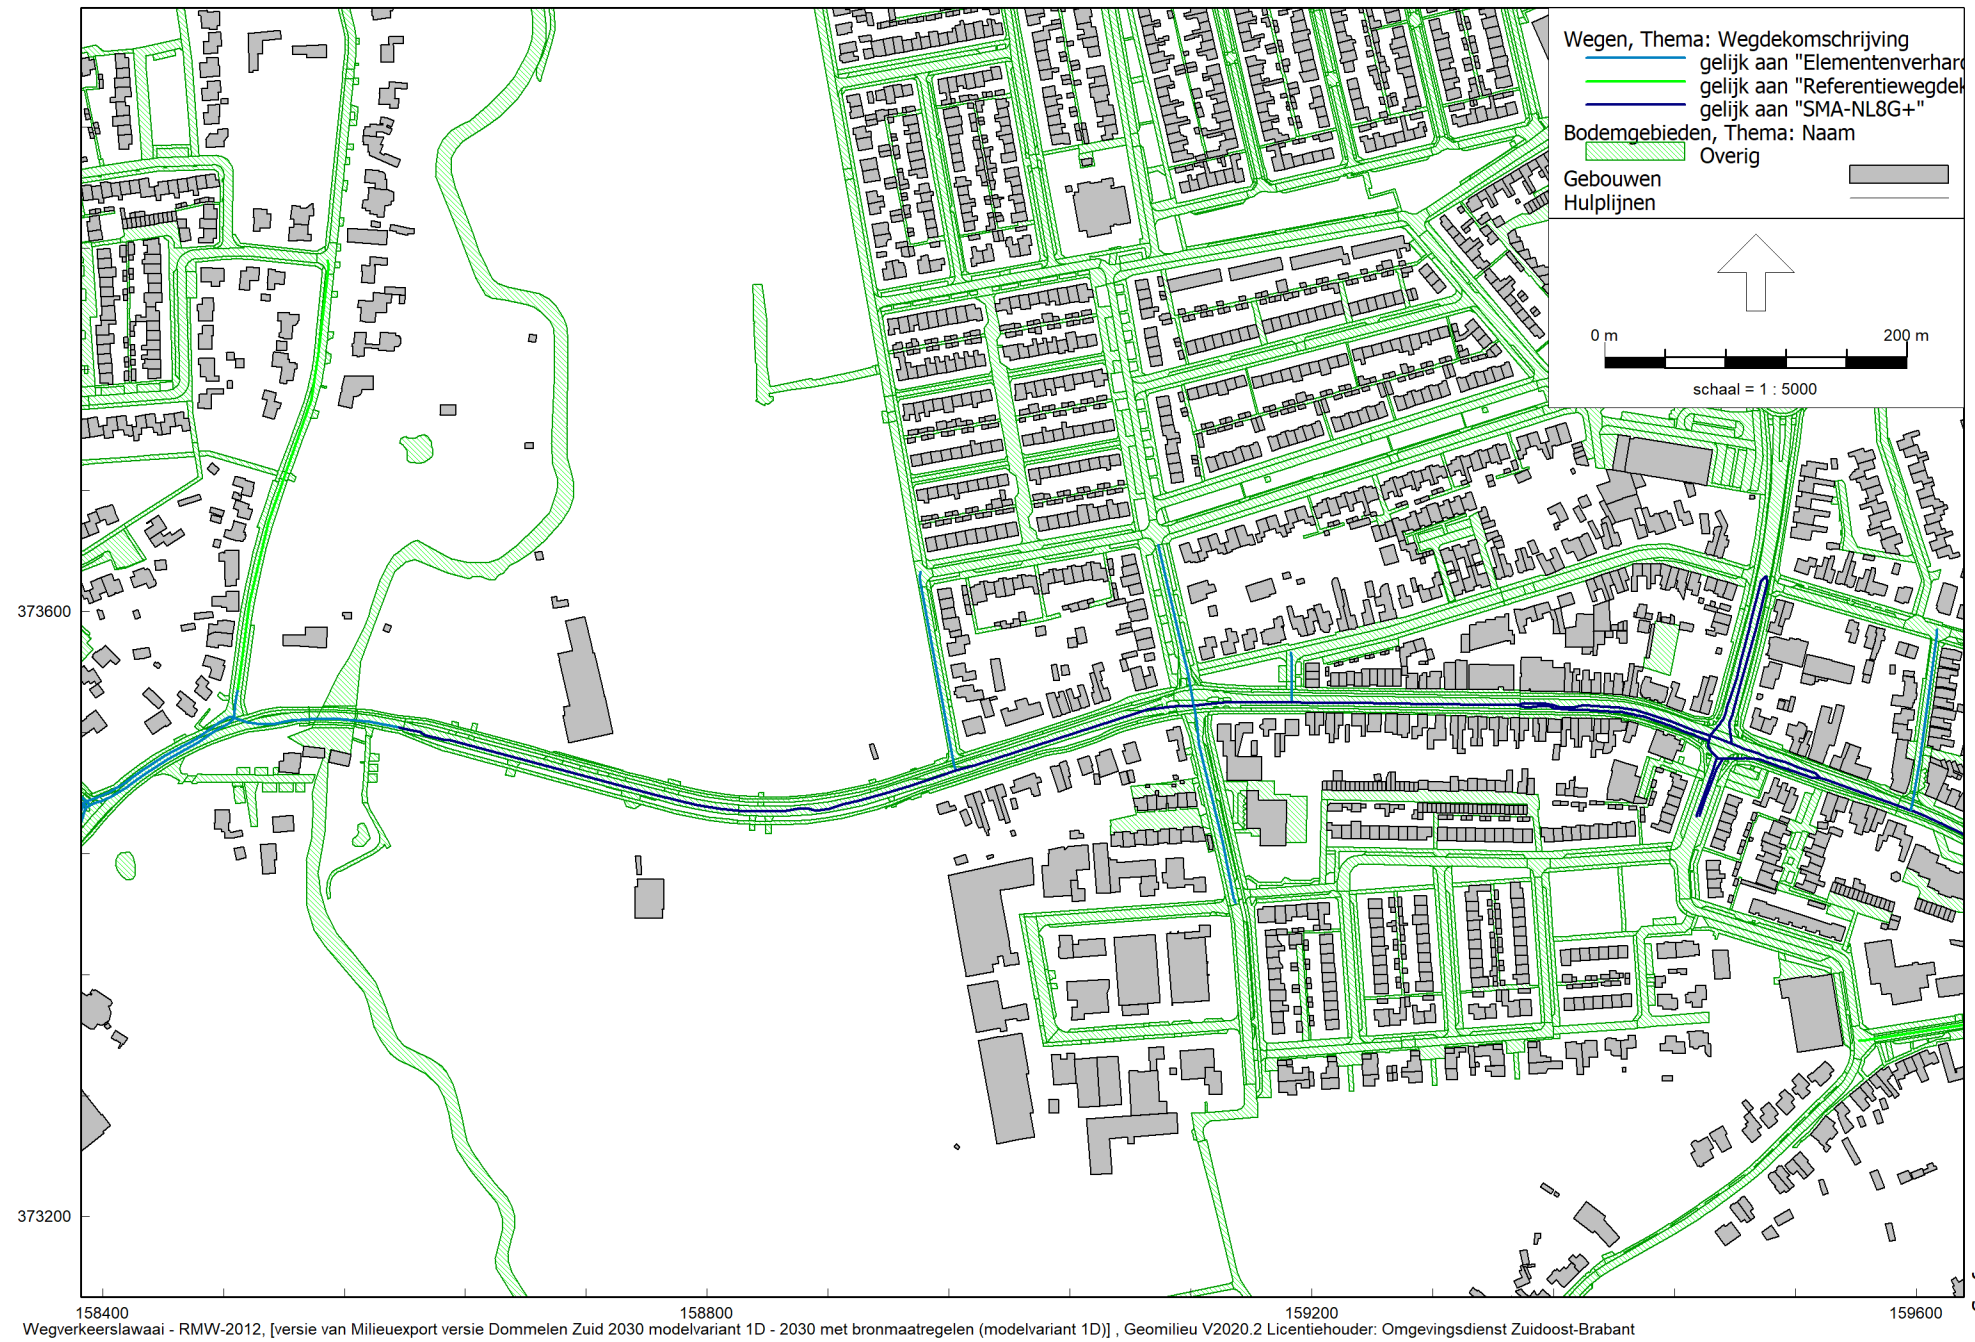 Wegen, Thema: Wegdekomschrijving
gelijk aan "Elementenverhard
gelijk aan "Referentiewegdek
gelijk aan "SMA-NL8G+"
Bodemgebieden, Thema: Naam
Overig
Gebouwen
Hulplijnen
0 m 200 m
schaal = 1 : 5000
373600
373200
158400 158800 159200 159600
Wegverkeerslawaai - RMW-2012, [versie van Milieuexport versie Dommelen Zuid 2030 modelvariant 1D - 2030 met bronmaatregelen (modelvariant 1D)] , Geomilieu V2020.2 Licentiehouder: Omgevingsdienst Zuidoost-Brabant